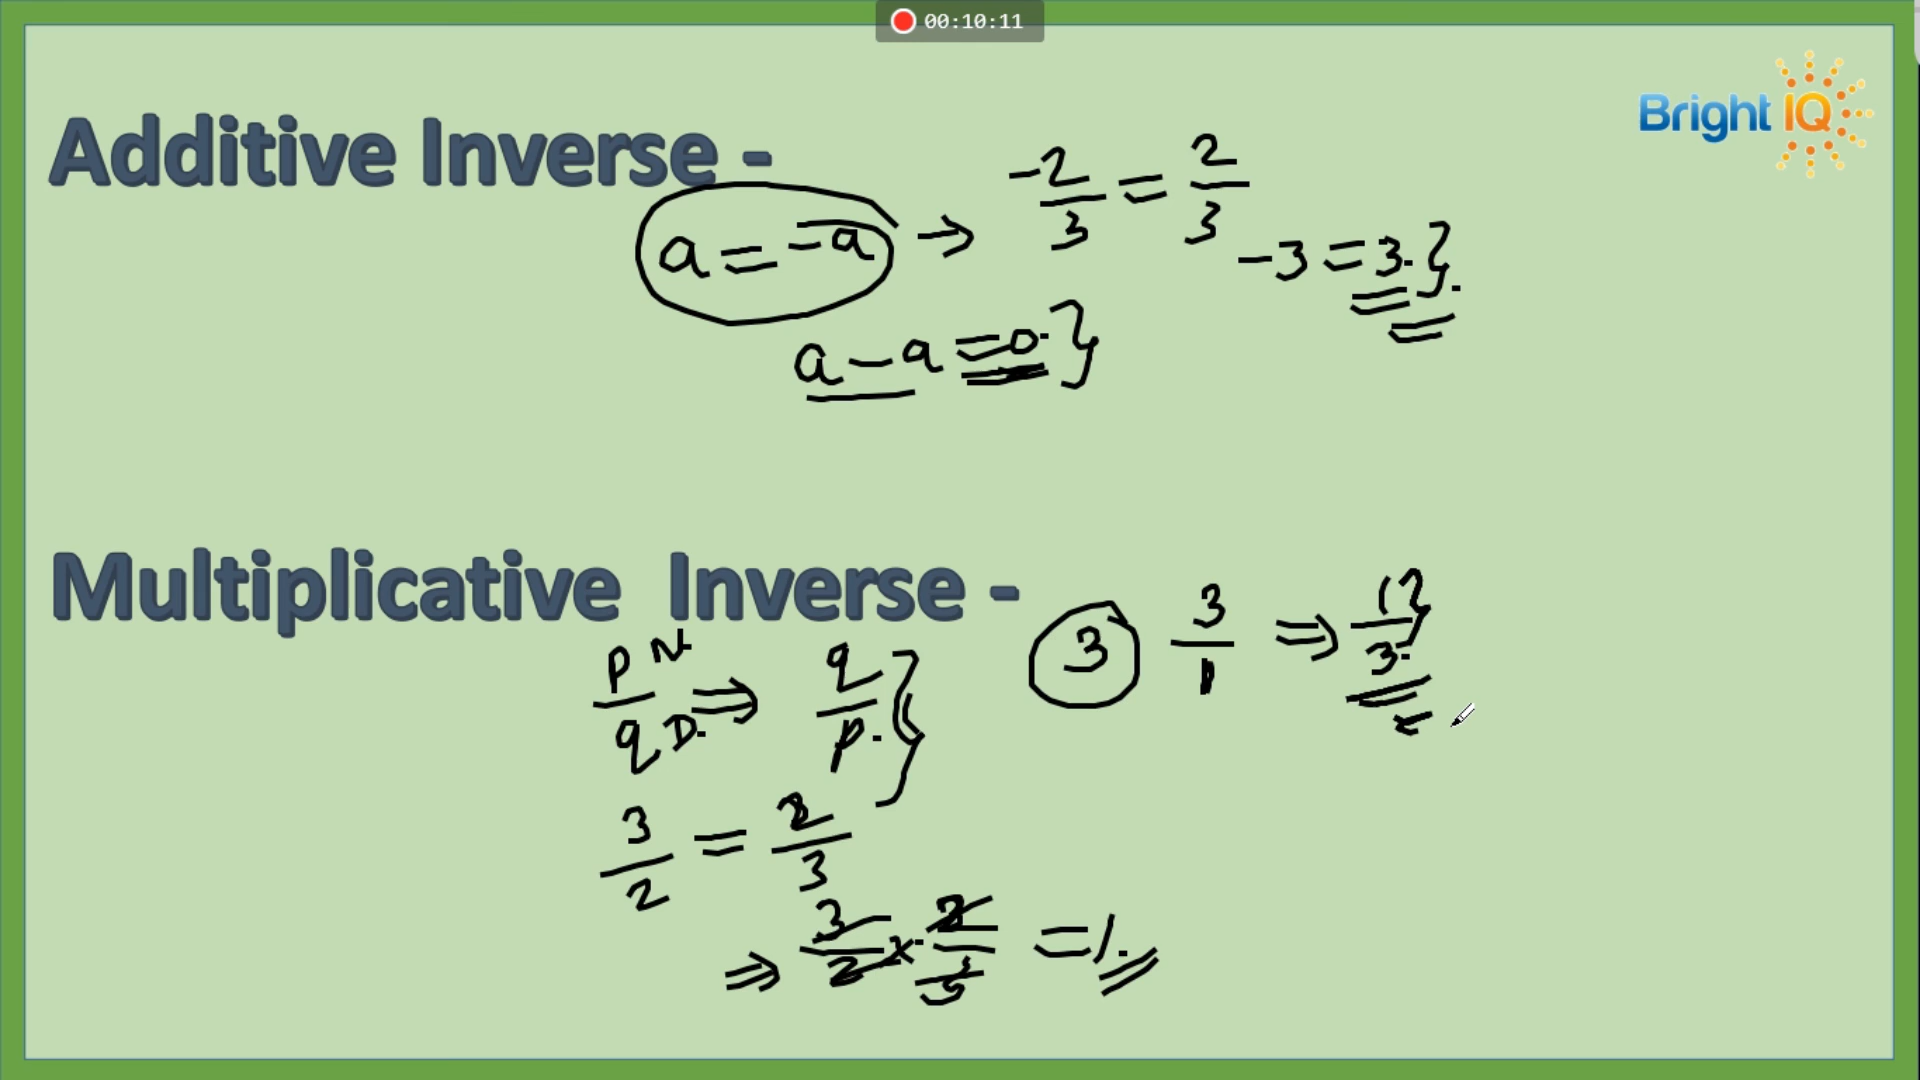 00:10:11
Bright IQ
Additive Inverse -
a = -a → -2/3 = 2/3
-3 = 3. }.
a - a = 0. }
Multiplicative Inverse -
p/q N. D. ⇒ q/p. }
3 3/1 ⇒ 1/3. }
3/2 = 2/3
⇒ 3/2 × 2/3 = 1.